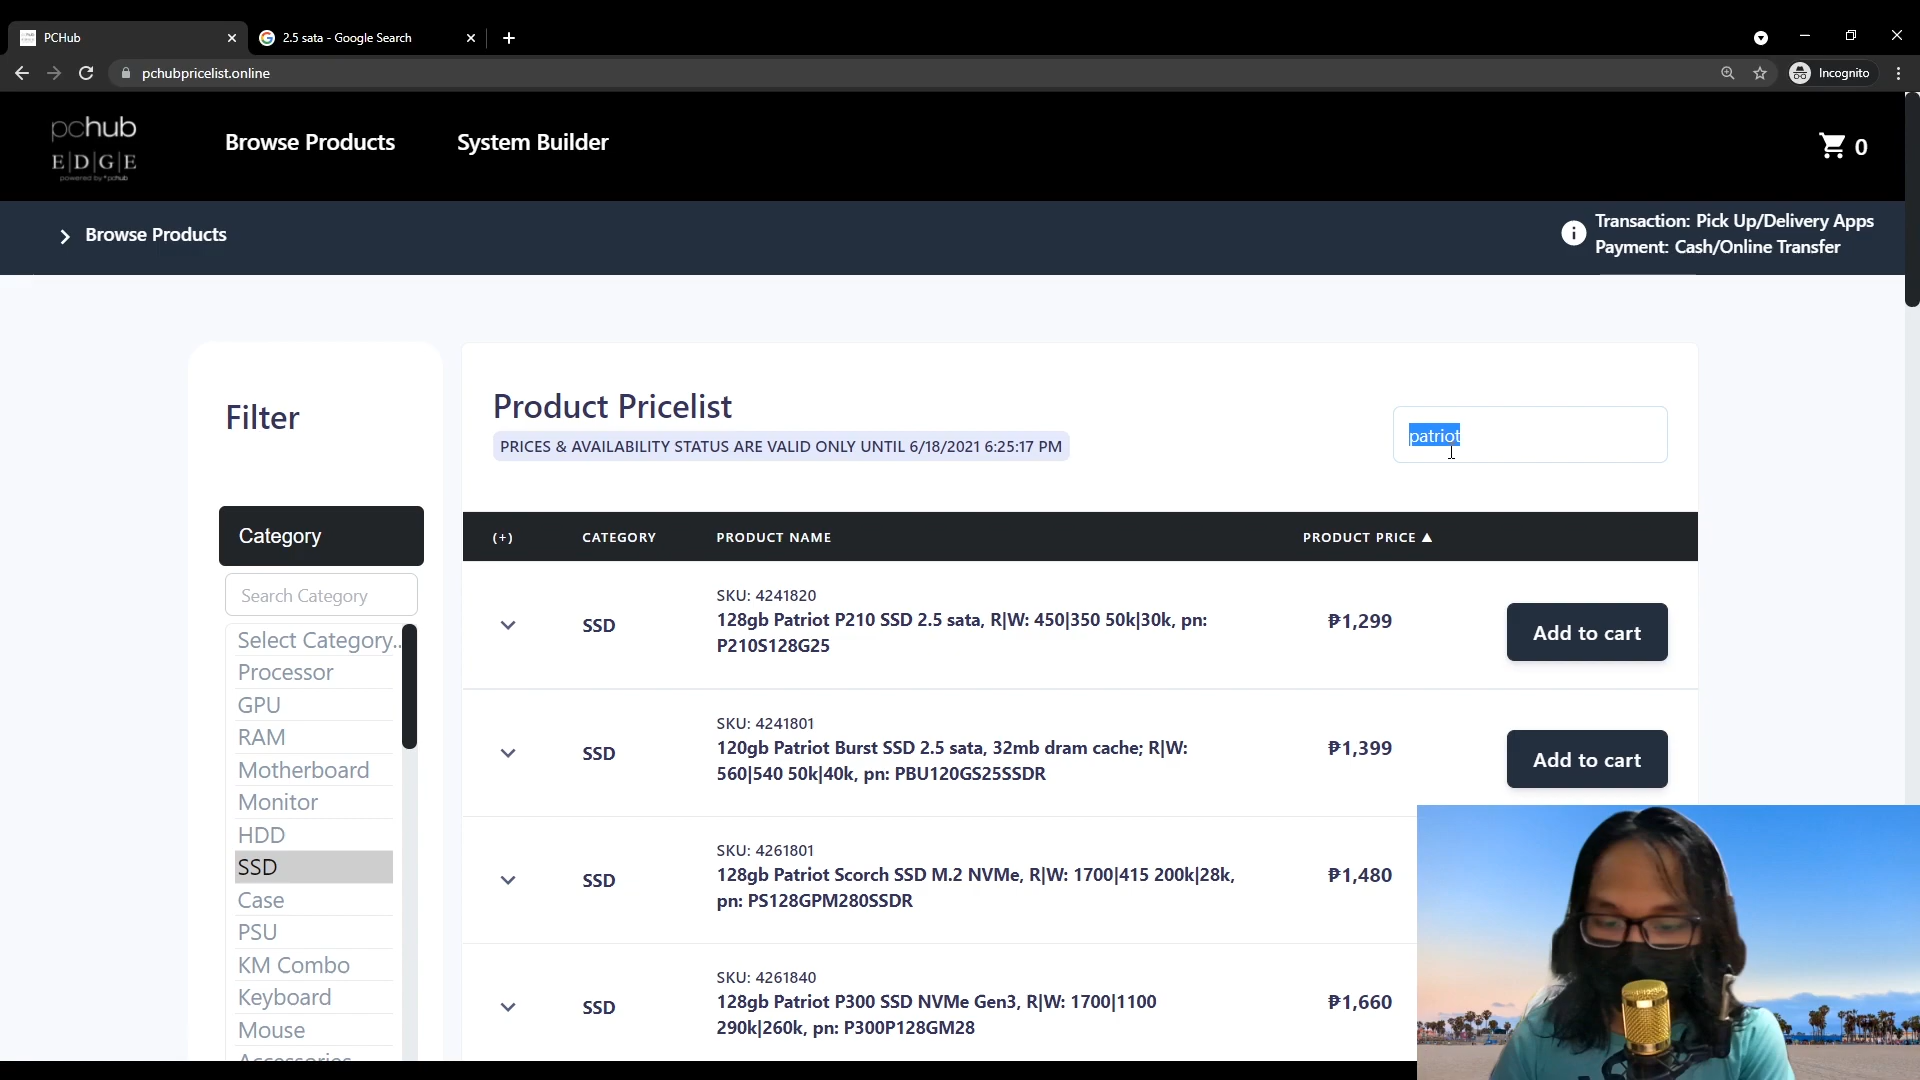 PCHub
2.5 sata - Google Search
pchubpricelist.online
Incognito
pchub
E|D|G|E
powered by pchub
Browse Products
System Builder
0
Browse Products
Transaction: Pick Up/Delivery Apps
Payment: Cash/Online Transfer
Filter
Product Pricelist
PRICES & AVAILABILITY STATUS ARE VALID ONLY UNTIL 6/18/2021 6:25:17 PM
patriot
Category
Search Category
Select Category..
Processor
GPU
RAM
Motherboard
Monitor
HDD
SSD
Case
PSU
KM Combo
Keyboard
Mouse
Accessories
(+) CATEGORY PRODUCT NAME PRODUCT PRICE ▲
SKU: 4241820
SSD 128gb Patriot P210 SSD 2.5 sata, R|W: 450|350 50k|30k, pn: ₱1,299 Add to cart
P210S128G25
SKU: 4241801
SSD 120gb Patriot Burst SSD 2.5 sata, 32mb dram cache; R|W: ₱1,399 Add to cart
560|540 50k|40k, pn: PBU120GS25SSDR
SKU: 4261801
SSD 128gb Patriot Scorch SSD M.2 NVMe, R|W: 1700|415 200k|28k, ₱1,480
pn: PS128GPM280SSDR
SKU: 4261840
SSD 128gb Patriot P300 SSD NVMe Gen3, R|W: 1700|1100 ₱1,660
290k|260k, pn: P300P128GM28